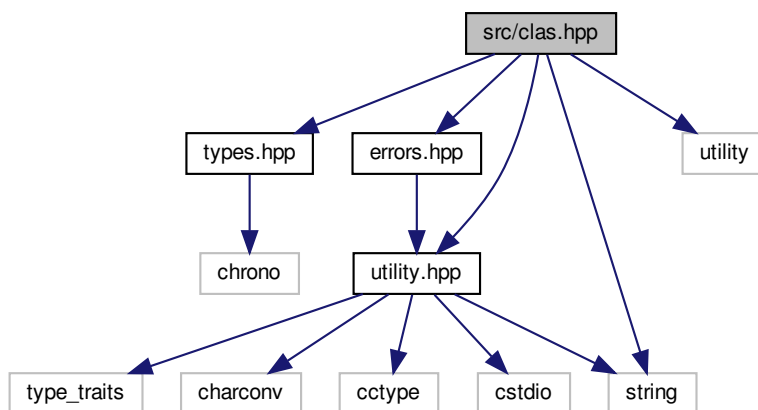 src/clas.hpp
types.hpp
errors.hpp
utility
chrono
utility.hpp
type_traits
charconv
cctype
cstdio
string